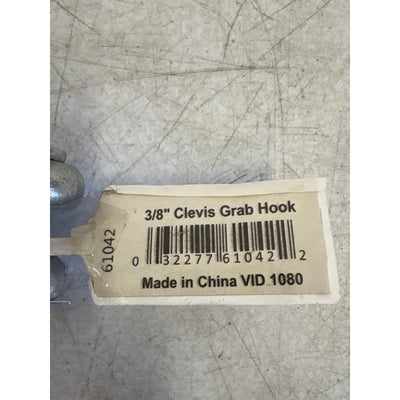 3/8" Clevis Grab Hook
0 32277 61042 2
Made in China VID 1080
61042